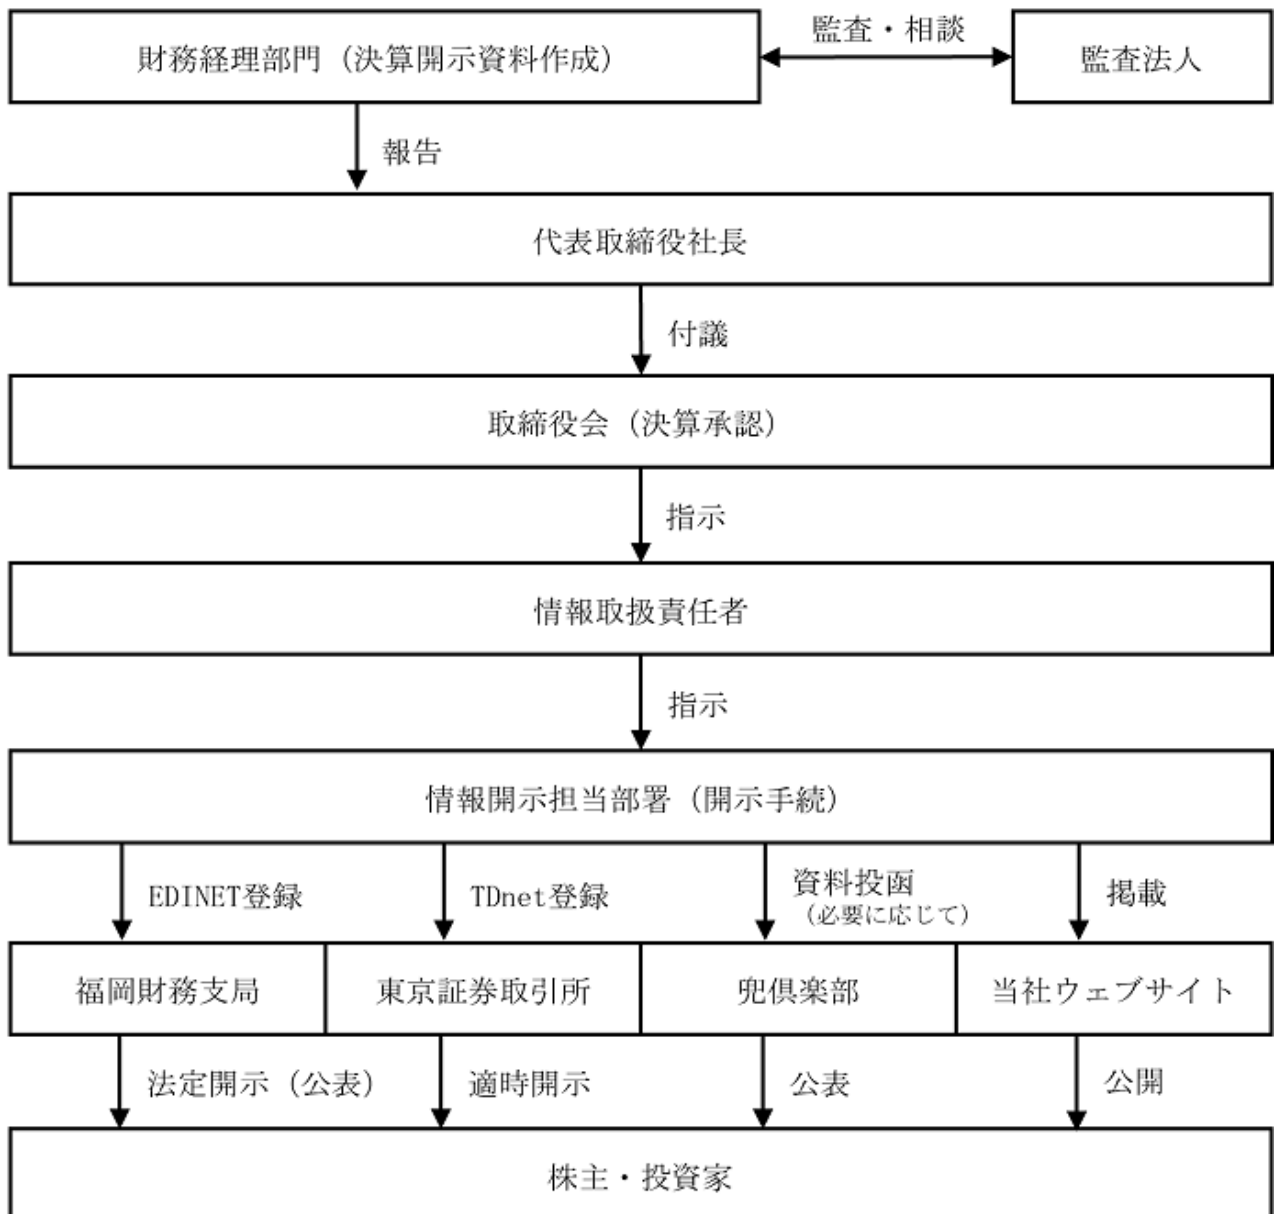 財務経理部門（決算開示資料作成）
監査・相談
監査法人
報告
代表取締役社長
付議
取締役会（決算承認）
指示
情報取扱責任者
指示
情報開示担当部署（開示手続）
EDINET登録
TDnet登録
資料投函
（必要に応じて）
掲載
福岡財務支局
東京証券取引所
兜倶楽部
当社ウェブサイト
法定開示（公表）
適時開示
公表
公開
株主・投資家